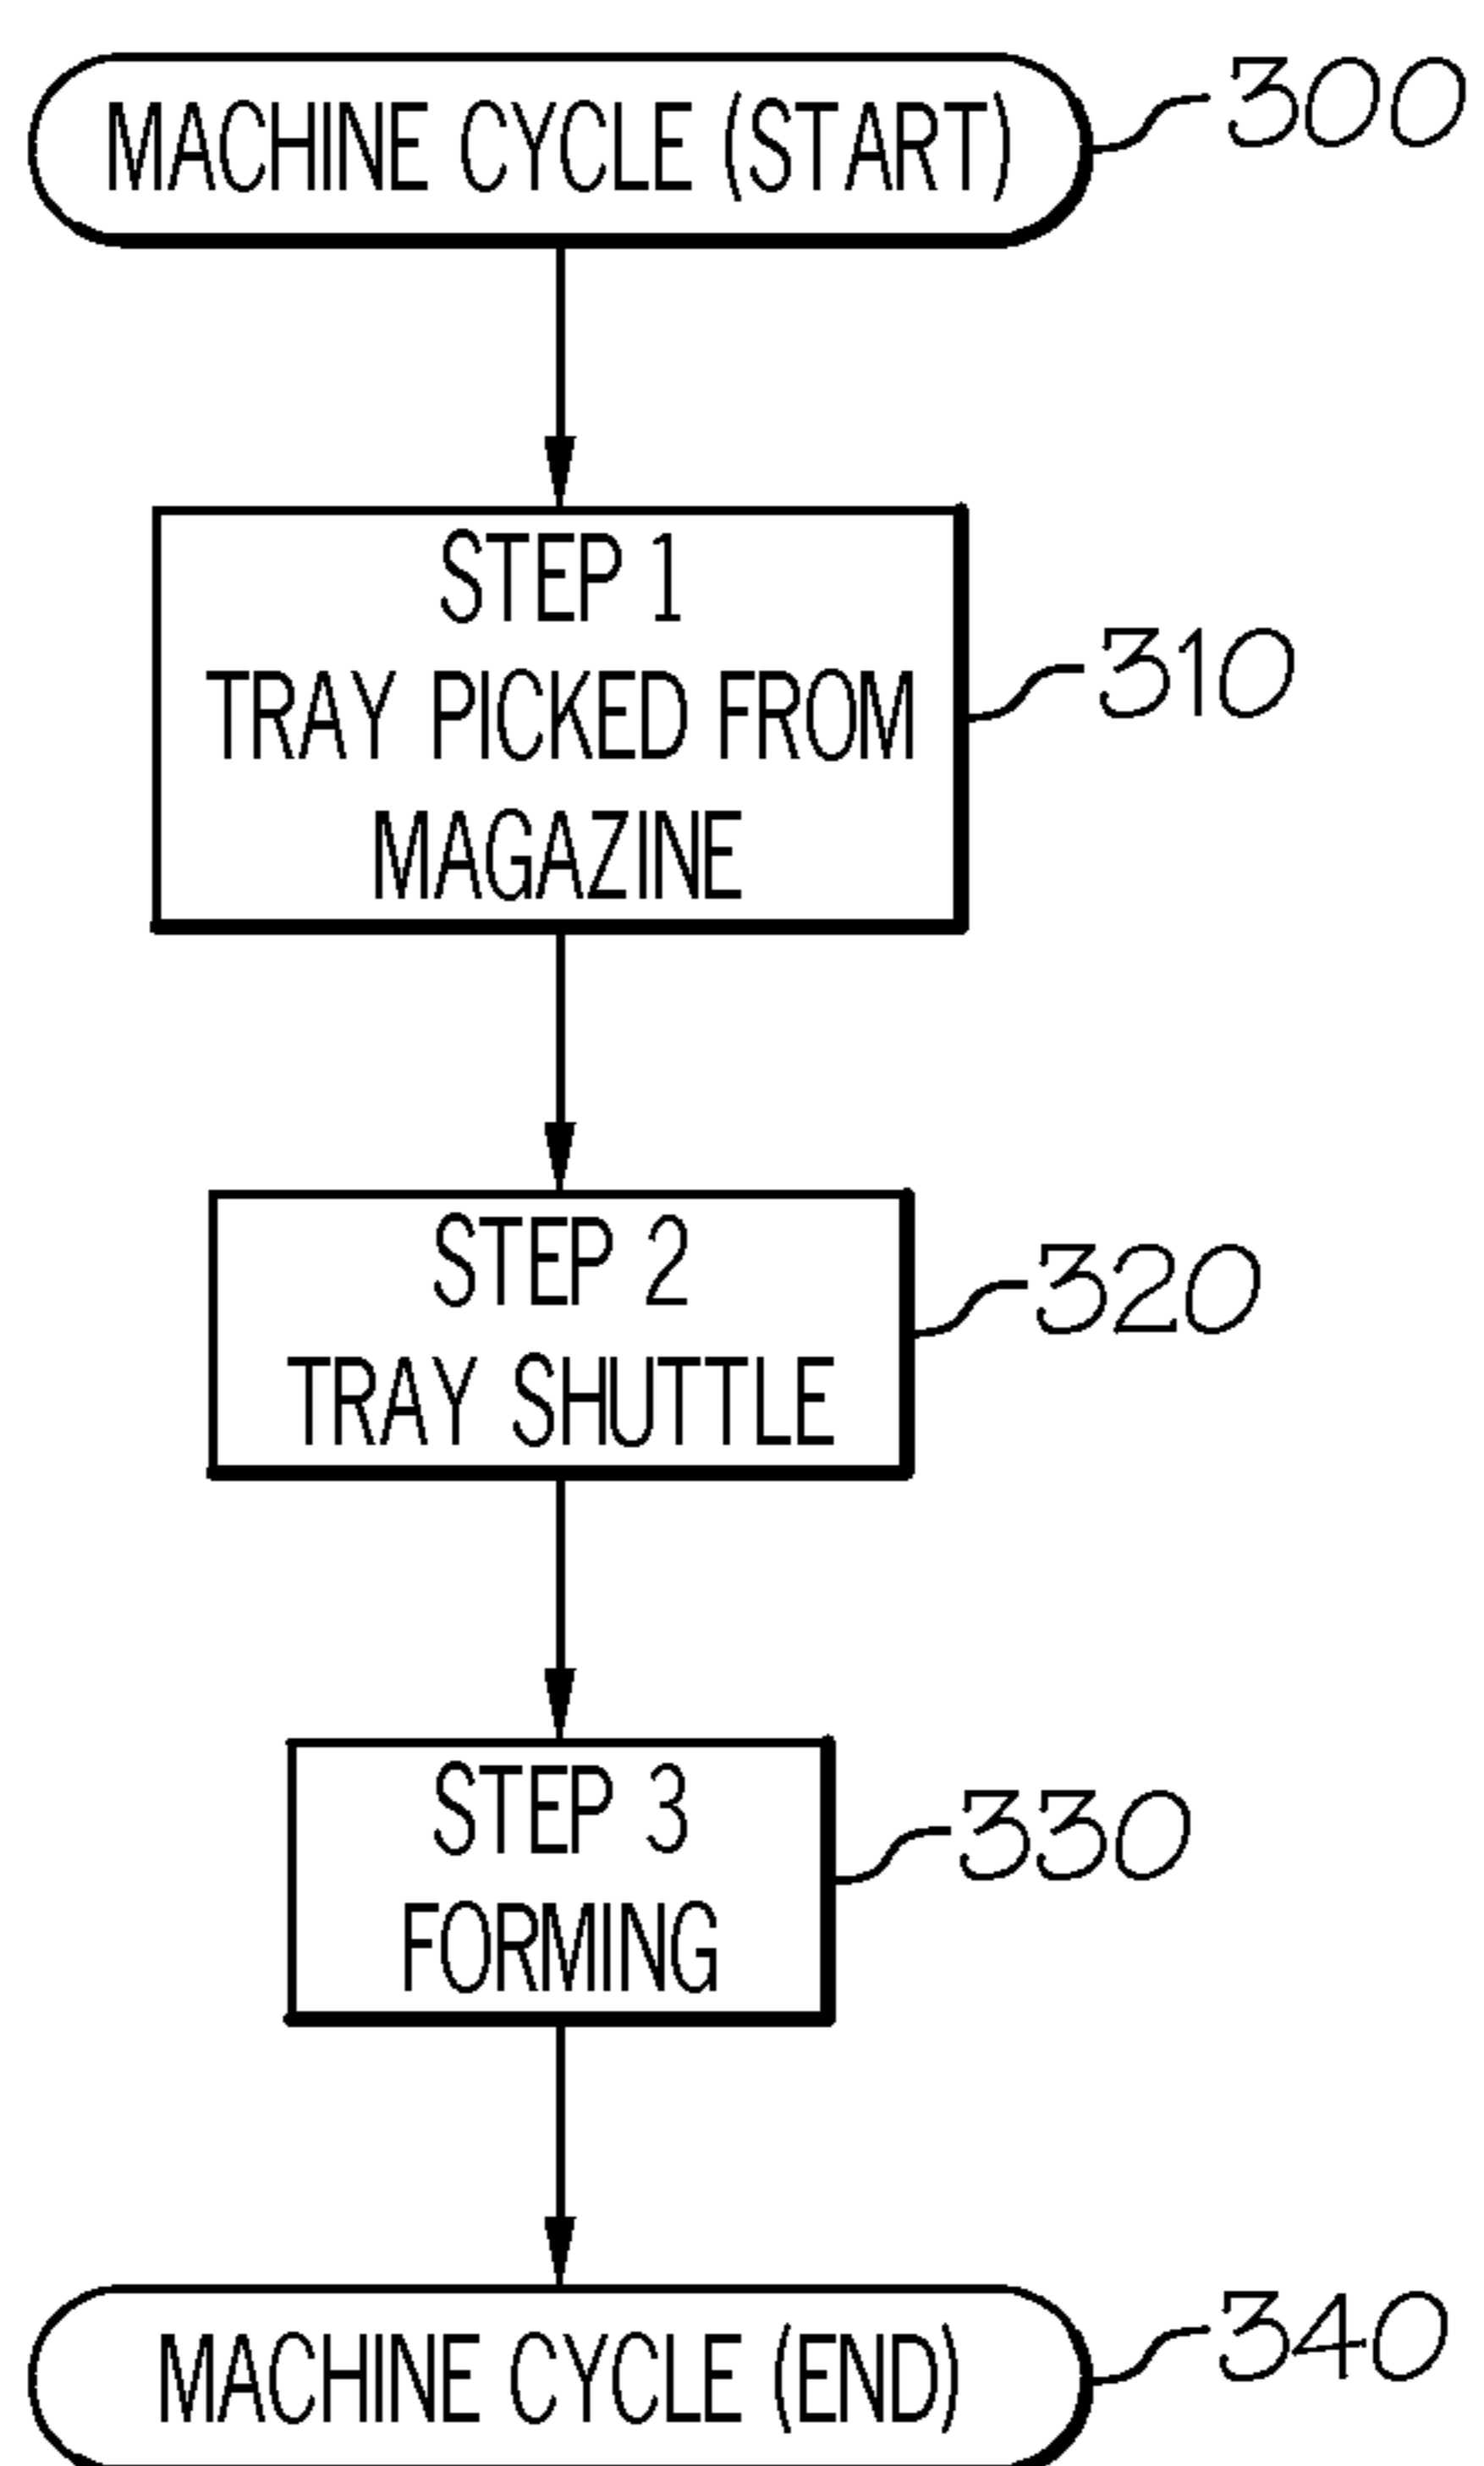 MACHINE CYCLE (START)
300
STEP 1
TRAY PICKED FROM
MAGAZINE
310
STEP 2
TRAY SHUTTLE
320
STEP 3
FORMING
330
MACHINE CYCLE (END)
340